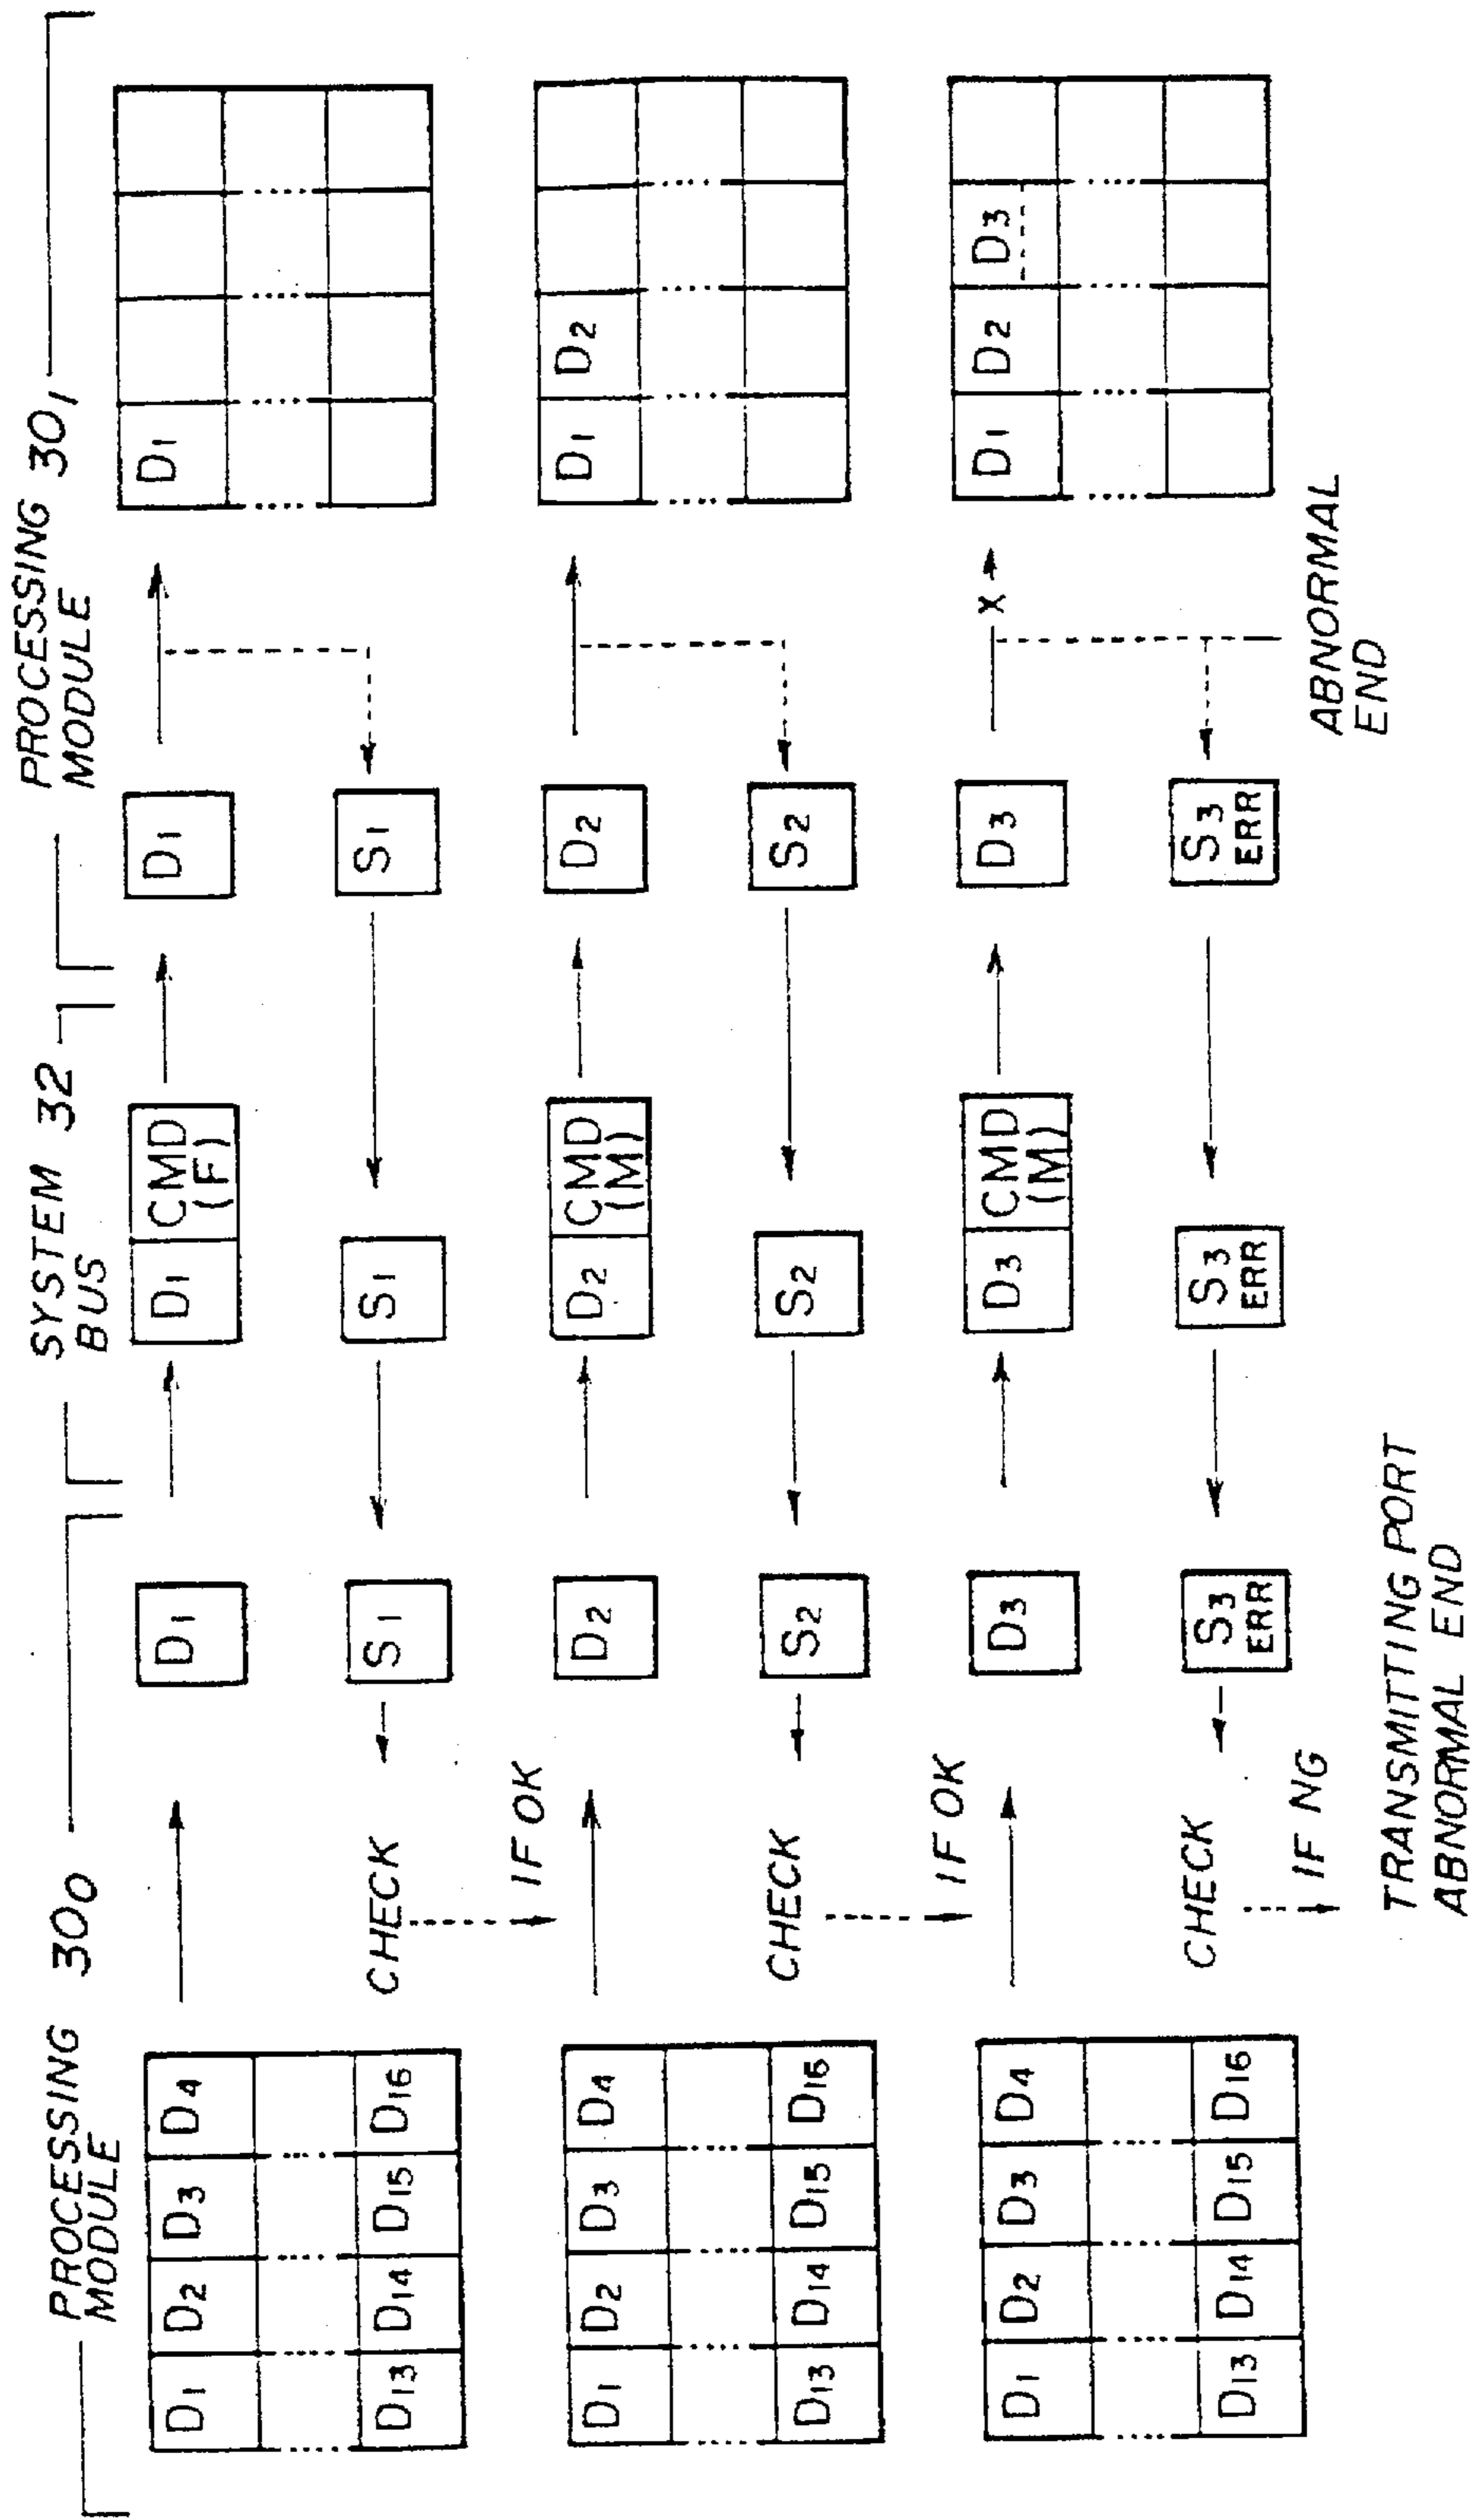 PROCESSING 30₀
MODULE
SYSTEM 32
BUS
PROCESSING 30₁
MODULE
D1 D2 D3 D4
D13 D14 D15 D16
D1
D1 CMD
(F)
D1
D1
CHECK
S1
S1
S1
IF OK
D1 D2 D3 D4
D13 D14 D15 D16
D2
D2 CMD
(M)
D2
D1 D2
CHECK
S2
S2
S2
IF OK
D1 D2 D3 D4
D13 D14 D15 D16
D3
D3 CMD
(M)
D3
X
D1 D2 D3
CHECK
S3
ERR
S3
ERR
S3
ERR
IF NG
TRANSMITTING PORT
ABNORMAL END
ABNORMAL
END